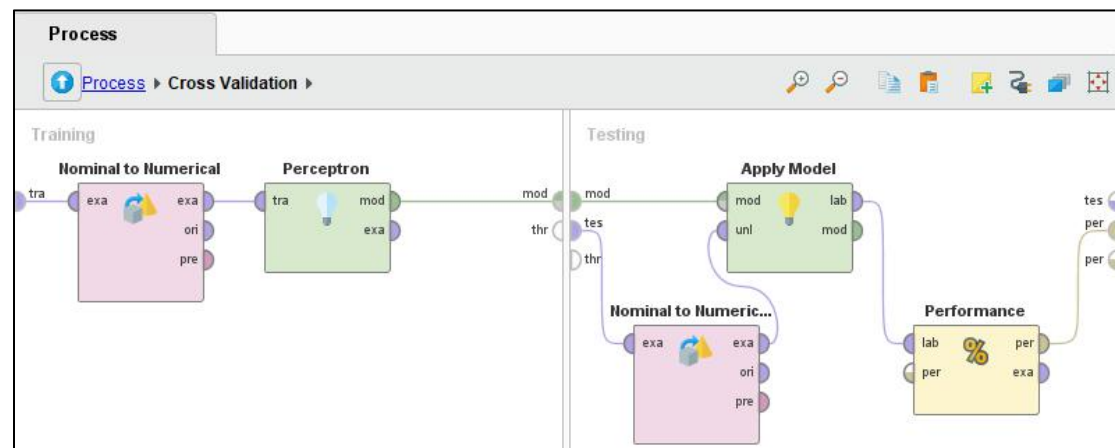 Process
Process ▸ Cross Validation ▸
Training
Testing
Nominal to Numerical
Perceptron
Apply Model
tra
exa
exa
tra
mod
mod
mod
mod
lab
ori
exa
thr
tes
unl
mod
tes
pre
thr
per
per
Nominal to Numeric...
Performance
exa
exa
lab
per
ori
per
exa
pre